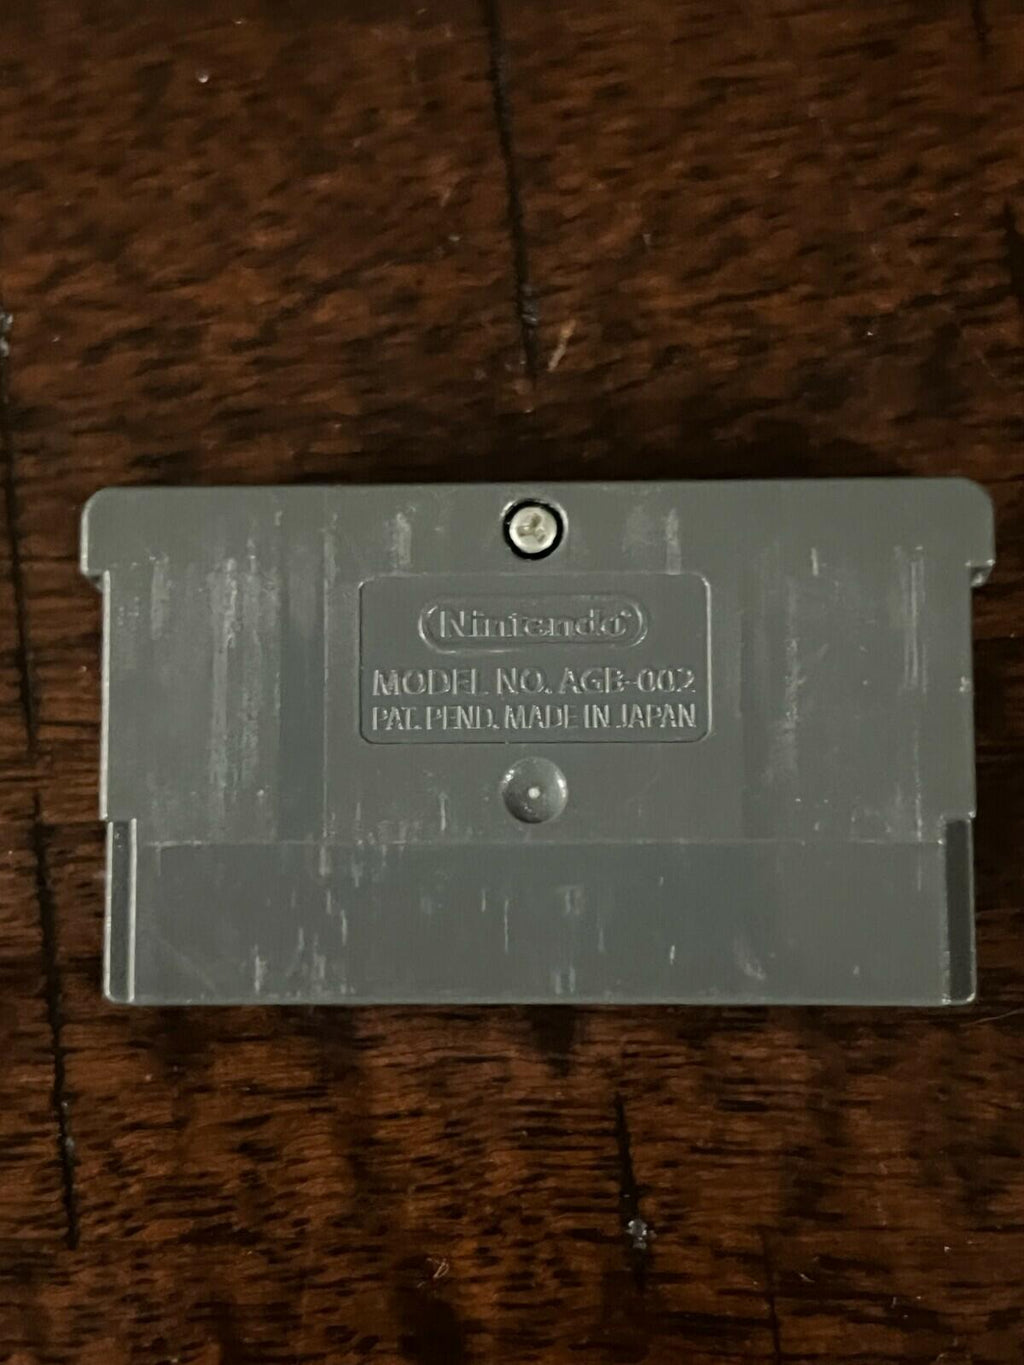 Nintendo
MODEL NO. AGB-002
PAT. PEND. MADE IN JAPAN